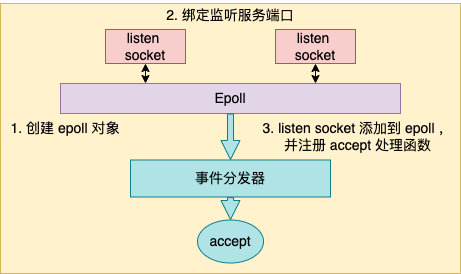 2. 绑定监听服务端口
listen
socket
listen
socket
Epoll
1. 创建 epoll 对象
3. listen socket 添加到 epoll，
并注册 accept 处理函数
事件分发器
accept